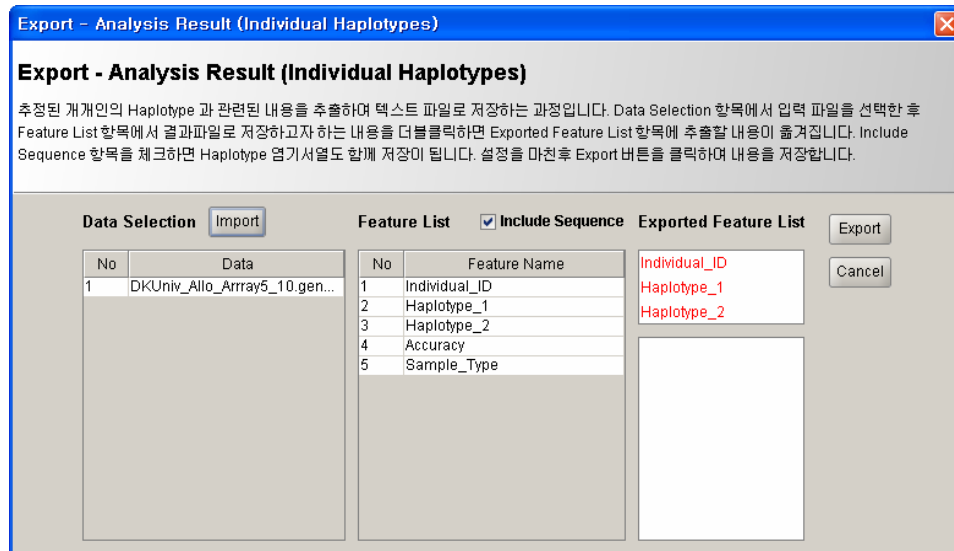 Export - Analysis Result (Individual Haplotypes)
Export - Analysis Result (Individual Haplotypes)
추정된 개개인의 Haplotype 과 관련된 내용을 추출하여 텍스트 파일로 저장하는 과정입니다. Data Selection 항목에서 입력 파일을 선택한 후
Feature List 항목에서 결과파일로 저장하고자 하는 내용을 더블클릭하면 Exported Feature List 항목에 추출할 내용이 옮겨집니다. Include
Sequence 항목을 체크하면 Haplotype 염기서열도 함께 저장이 됩니다. 설정을 마친후 Export 버튼을 클릭하여 내용을 저장합니다.
Data Selection Import Feature List Include Sequence Exported Feature List Export
No Data No Feature Name Individual_ID Cancel
1 DKUniv_Allo_Arrray5_10.gen... 1 Individual_ID Haplotype_1
2 Haplotype_1 Haplotype_2
3 Haplotype_2
4 Accuracy
5 Sample_Type